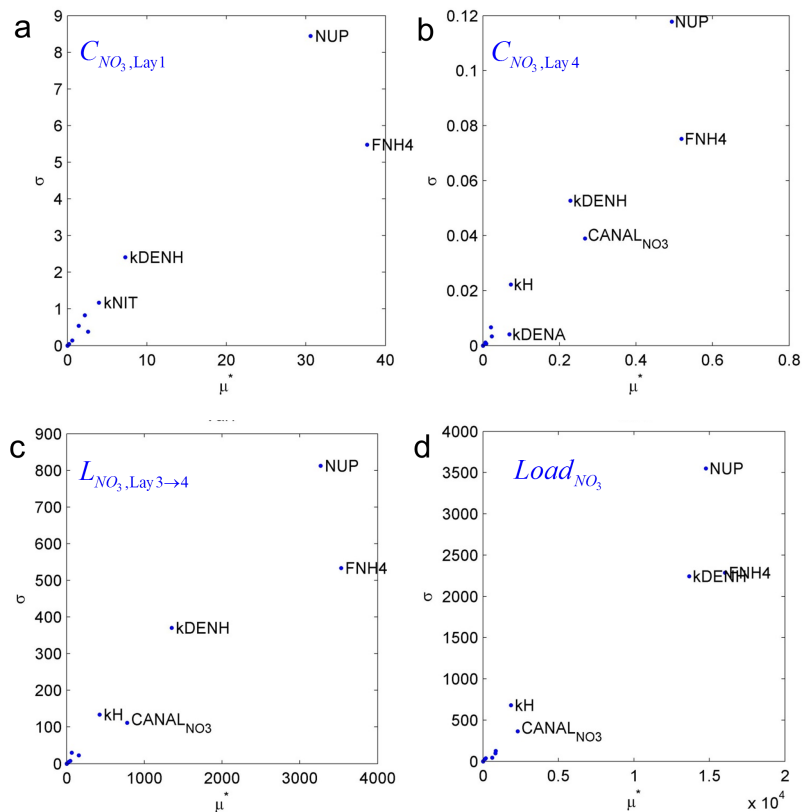 a
C_{NO_3,Lay1}
9
8
7
6
5
4
3
2
1
0
σ
0 10 20 30 40
μ*
NUP
FNH4
kDENH
kNIT
b
C_{NO_3,Lay4}
0.12
0.1
0.08
0.06
0.04
0.02
0
σ
0 0.2 0.4 0.6 0.8
μ*
NUP
FNH4
kDENH
CANAL_{NO3}
kH
kDENA
c
L_{NO_3,Lay3→4}
900
800
700
600
500
400
300
200
100
0
σ
0 1000 2000 3000 4000
μ*
NUP
FNH4
kDENH
kH
CANAL_{NO3}
d
Load_{NO_3}
4000
3500
3000
2500
2000
1500
1000
500
0
σ
0 0.5 1 1.5 2
x 10^4
μ*
NUP
kDENH
FNH4
kH
CANAL_{NO3}